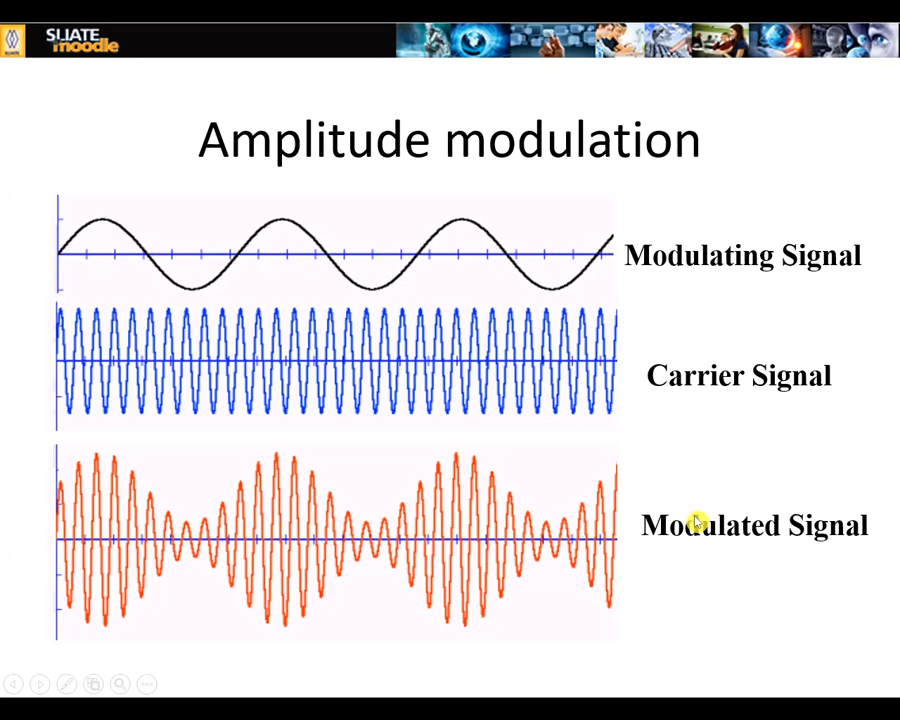 SLIATE
moodle
Amplitude modulation
Modulating Signal
Carrier Signal
Modulated Signal